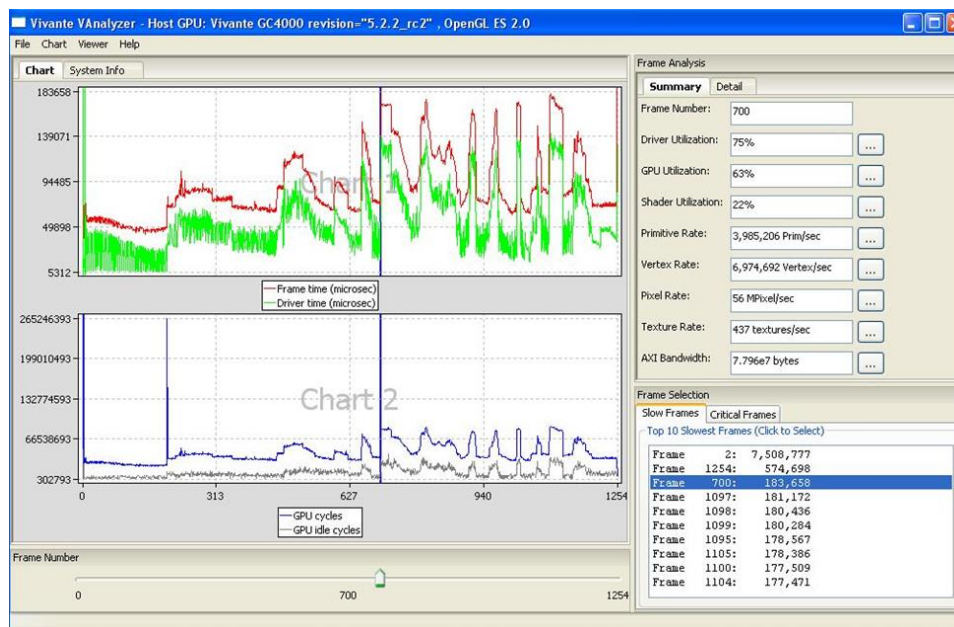 Vivante VAnalyzer - Host GPU: Vivante GC4000 revision="5.2.2_rc2" , OpenGL ES 2.0
File Chart Viewer Help
Chart System Info
183658
139071
94485
49898
5312
Chart 1
Frame time (microsec)
Driver time (microsec)
265246393
199010493
132774593
66538693
302793
Chart 2
0 313 627 940 1254
GPU cycles
GPU idle cycles
Frame Number
0 700 1254
Frame Analysis
Summary Detail
Frame Number: 700
Driver Utilization: 75% ...
GPU Utilization: 63% ...
Shader Utilization: 22% ...
Primitive Rate: 3,985,206 Prim/sec ...
Vertex Rate: 6,974,692 Vertex/sec ...
Pixel Rate: 56 MPixel/sec ...
Texture Rate: 437 textures/sec ...
AXI Bandwidth: 7.796e7 bytes ...
Frame Selection
Slow Frames Critical Frames
Top 10 Slowest Frames (Click to Select)
Frame 2: 7,508,777
Frame 1254: 574,698
Frame 700: 183,658
Frame 1097: 181,172
Frame 1098: 180,436
Frame 1099: 180,284
Frame 1095: 178,567
Frame 1105: 178,386
Frame 1100: 177,509
Frame 1104: 177,471